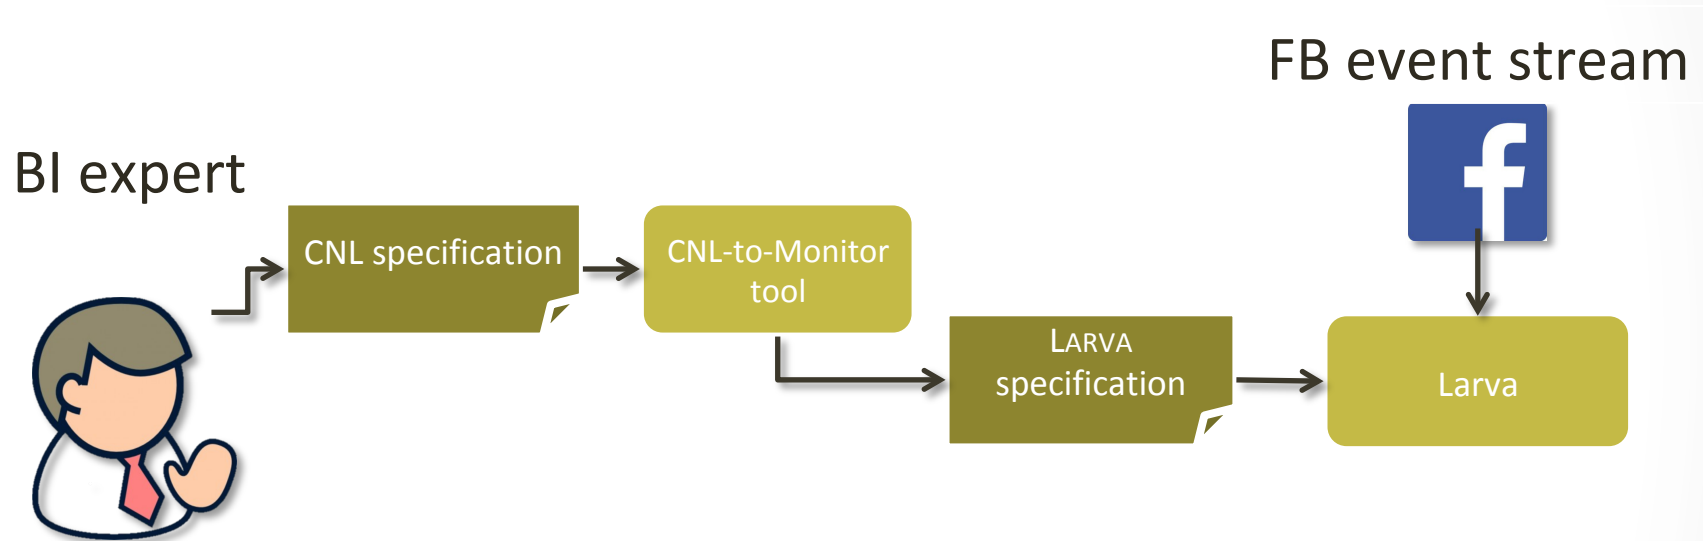 FB event stream
BI expert
CNL specification
CNL-to-Monitor
tool
LARVA
specification
Larva